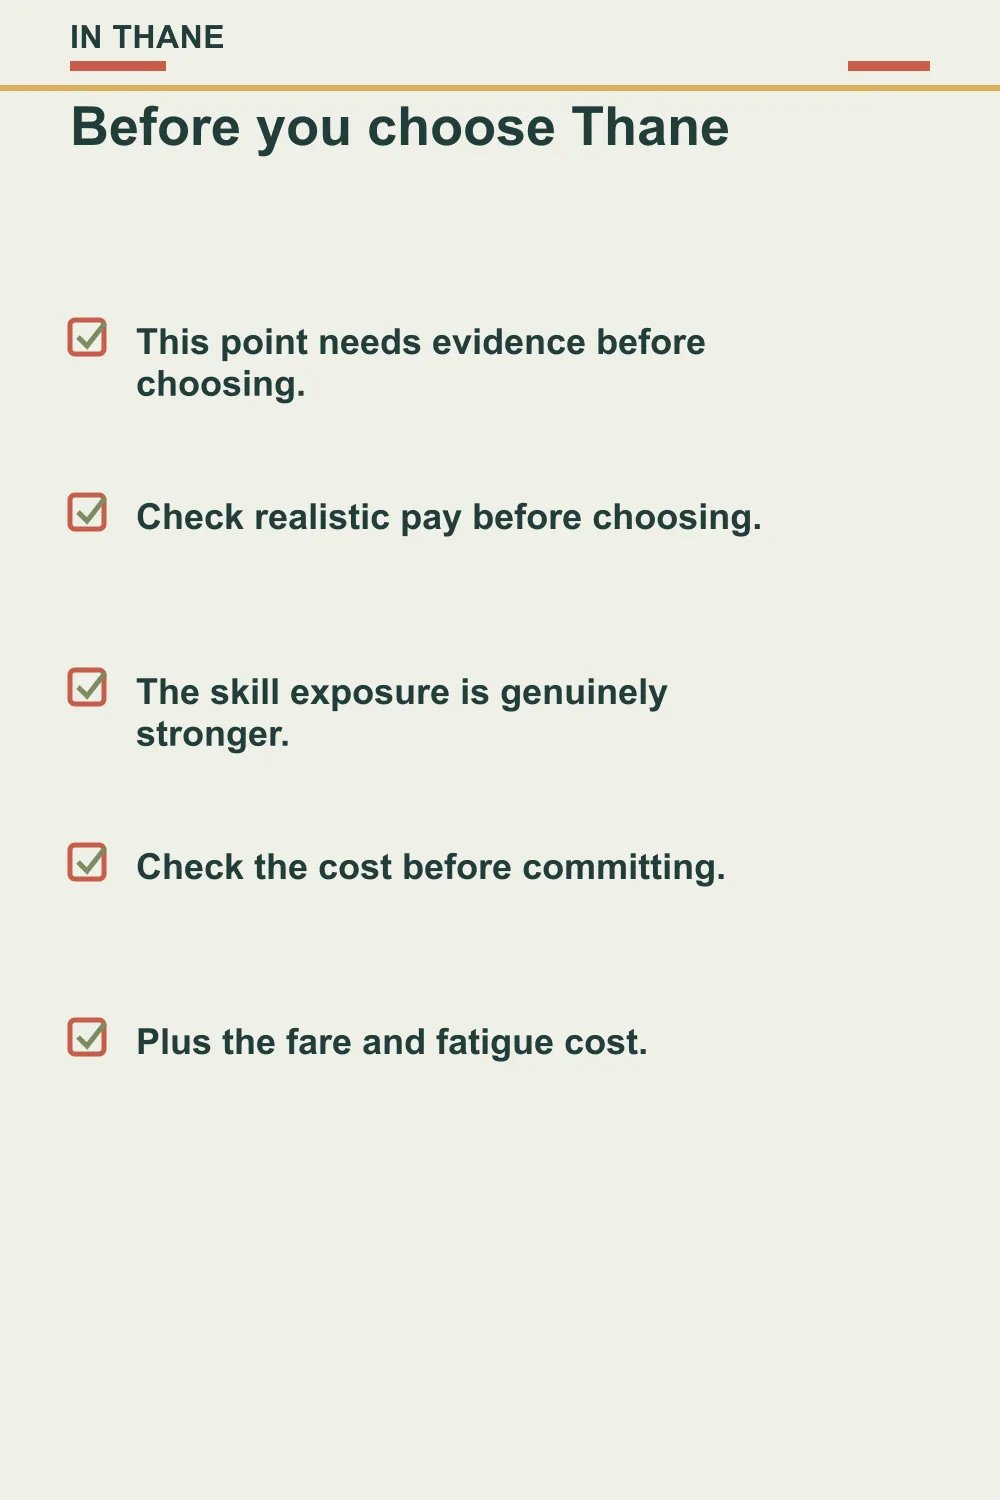 IN THANE
Before you choose Thane
This point needs evidence before
choosing.
Check realistic pay before choosing.
The skill exposure is genuinely
stronger.
Check the cost before committing.
Plus the fare and fatigue cost.